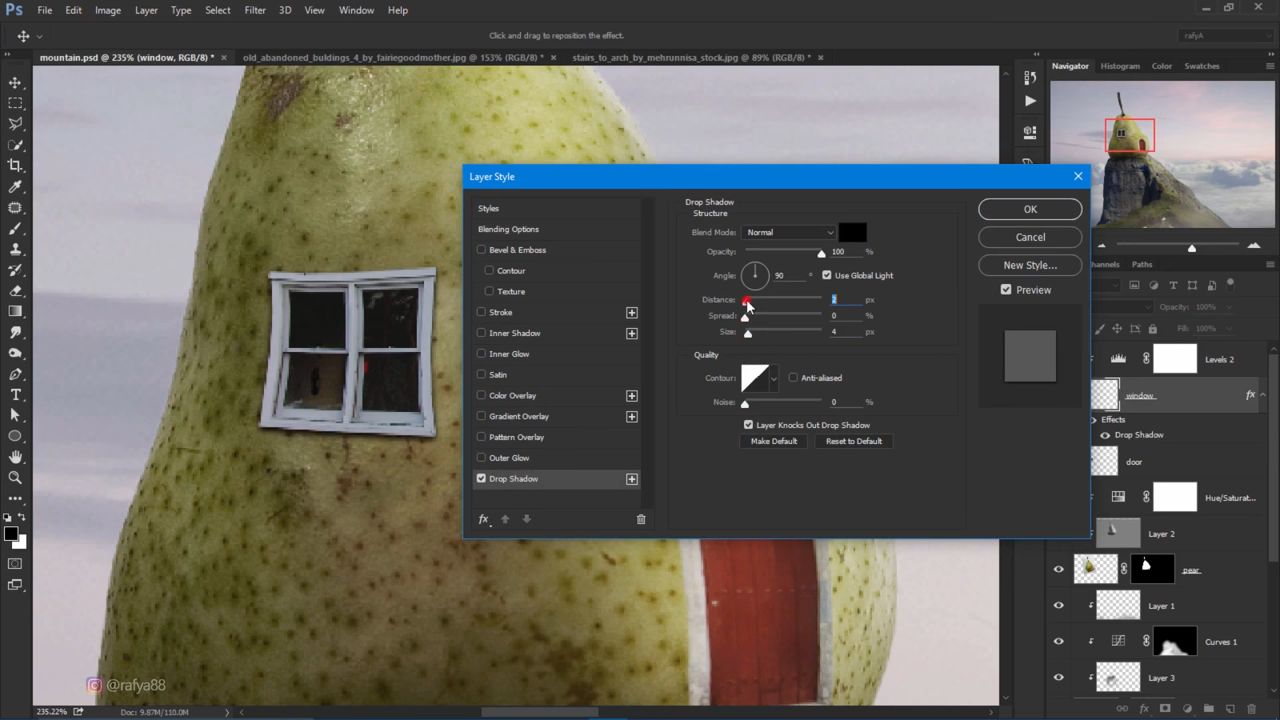 Ps File Edit Image Layer Type Select Filter 3D View Window Help
Click and drag to reposition the effect.
rafyA
mountain.psd @ 235% (window, RGB/8) *
old_abandoned_buldings_4_by_fairiegoodmother.jpg @ 153% (RGB/8) *
stairs_to_arch_by_mehrunnisa_stock.jpg @ 89% (RGB/8) *
Navigator Histogram Color Swatches
Layer Style
Styles
Blending Options
Bevel & Emboss
Contour
Texture
Stroke
Inner Shadow
Inner Glow
Satin
Color Overlay
Gradient Overlay
Pattern Overlay
Outer Glow
Drop Shadow
fx
Drop Shadow
Structure
Blend Mode: Normal
Opacity: 100 %
Angle: 90 ° Use Global Light
Distance: 2 px
Spread: 0 %
Size: 4 px
Quality
Contour: Anti-aliased
Noise: 0 %
Layer Knocks Out Drop Shadow
Make Default Reset to Default
OK
Cancel
New Style...
Preview
hannels Paths
Opacity: 100%
Fill: 100%
Levels 2
window fx
Effects
Drop Shadow
door
Hue/Saturat...
Layer 2
pear
Layer 1
Curves 1
Layer 3
fx
@rafya88
235.22% Doc: 9.87M/110.0M